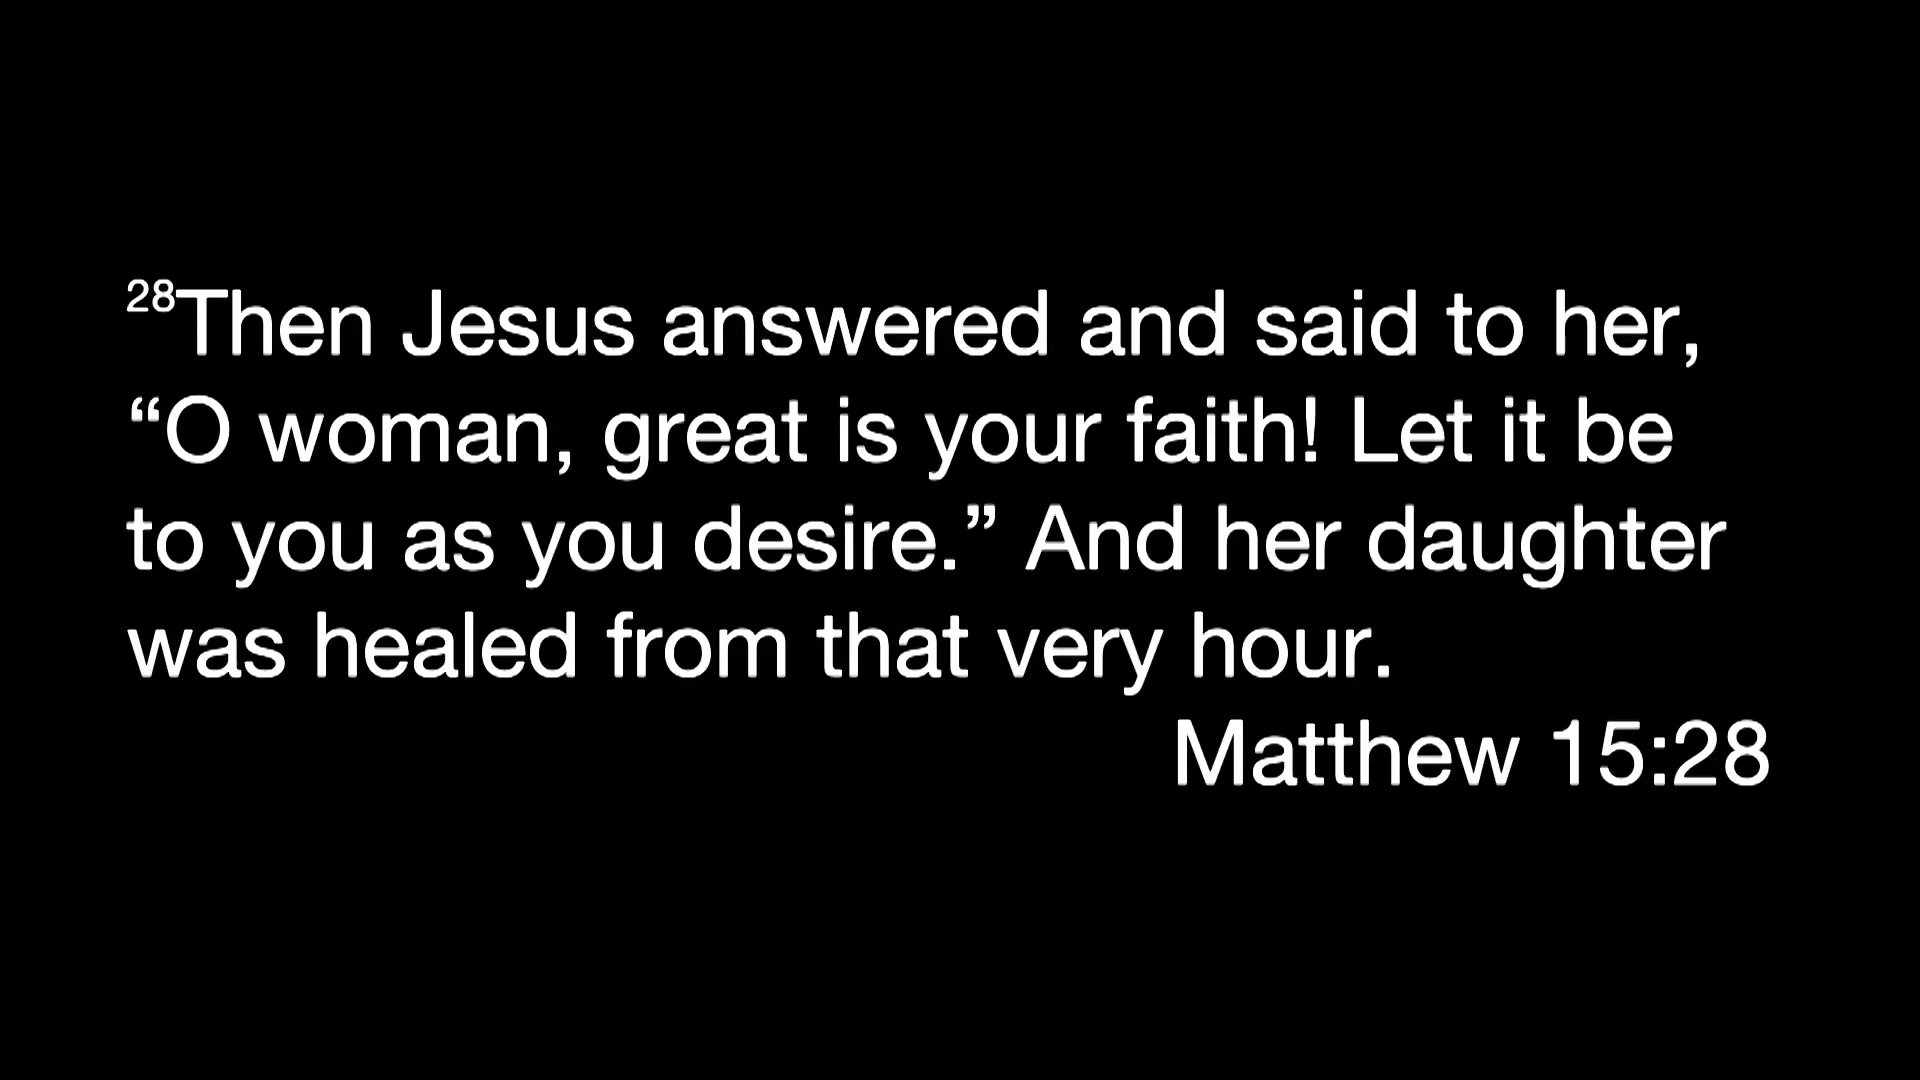 28Then Jesus answered and said to her,
“O woman, great is your faith! Let it be
to you as you desire.” And her daughter
was healed from that very hour.
Matthew 15:28